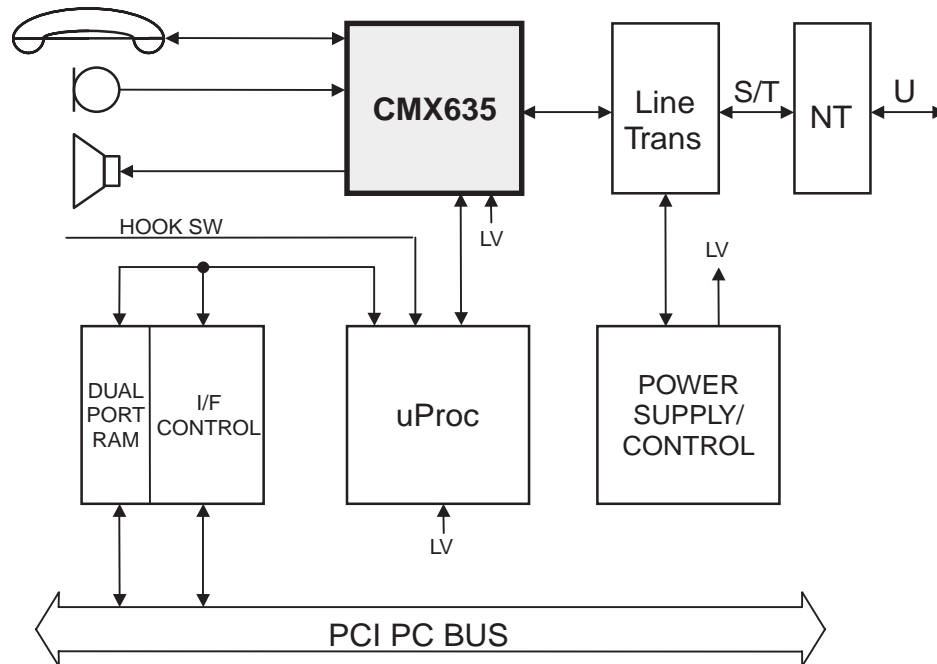 CMX635
Line
Trans
S/T
NT
U
HOOK SW
LV
LV
DUAL
PORT
RAM
I/F
CONTROL
uProc
POWER
SUPPLY/
CONTROL
LV
PCI PC BUS